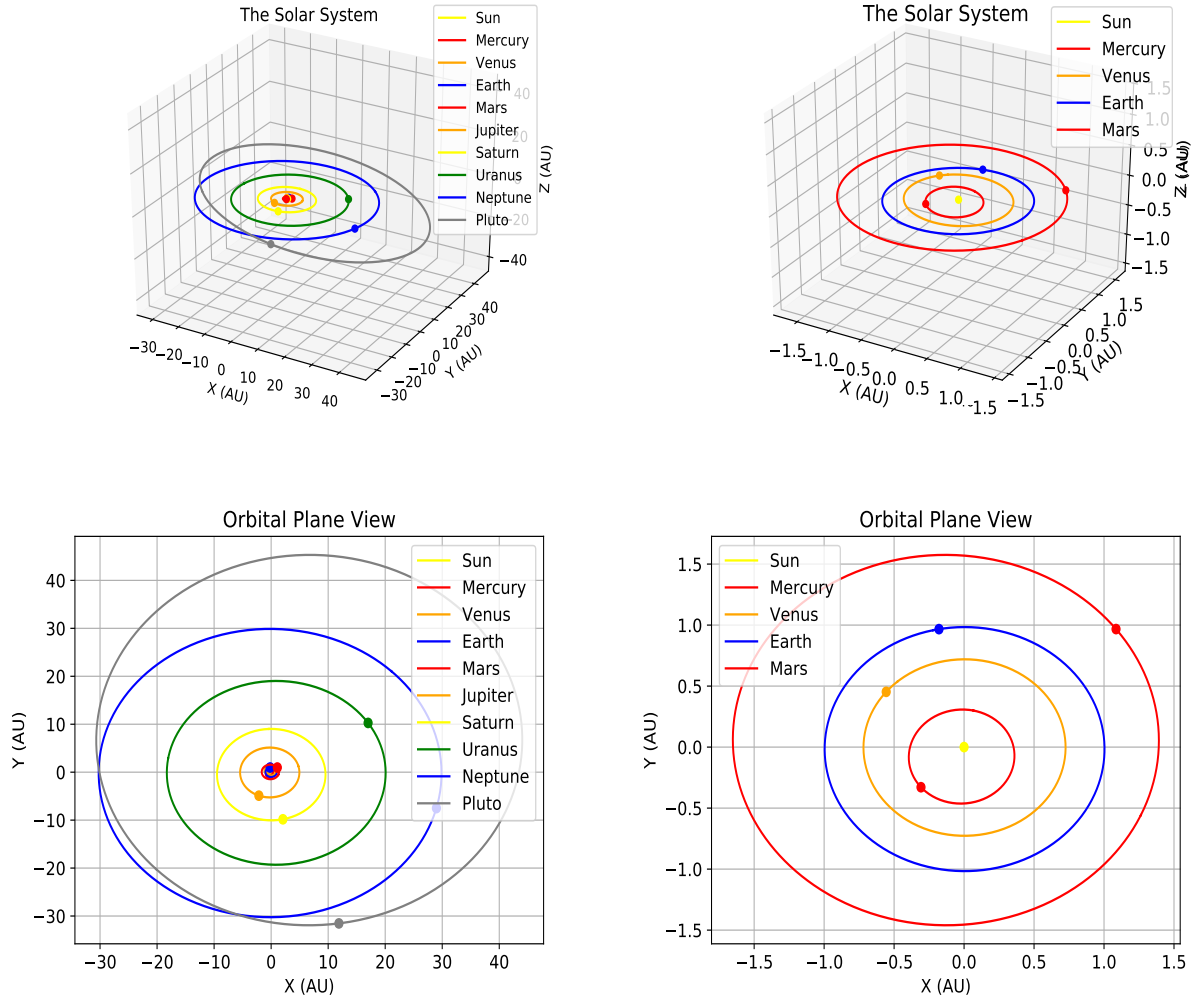 The Solar System
Sun
Mercury
Venus
Earth
Mars
Jupiter
Saturn
Uranus
Neptune
Pluto
40
20
−20
−40
Z (AU)
−30 −20 −10 0 10 20 30 40
X (AU)
−30 −20 −10 0 10 20 30 40
Y (AU)
The Solar System
Sun
Mercury
Venus
Earth
Mars
1.5
1.0
0.5
0.0
−0.5
−1.0
−1.5
−1.5 −1.0 −0.5 0.0 0.5 1.0 1.5
X (AU)
−1.5 −1.0 −0.5 0.0 0.5 1.0 1.5
Y (AU)
Orbital Plane View
Sun
Mercury
Venus
Earth
Mars
Jupiter
Saturn
Uranus
Neptune
Pluto
40
30
20
10
0
−10
−20
−30
Y (AU)
−30 −20 −10 0 10 20 30 40
X (AU)
Orbital Plane View
Sun
Mercury
Venus
Earth
Mars
1.5
1.0
0.5
0.0
−0.5
−1.0
−1.5
Y (AU)
−1.5 −1.0 −0.5 0.0 0.5 1.0 1.5
X (AU)